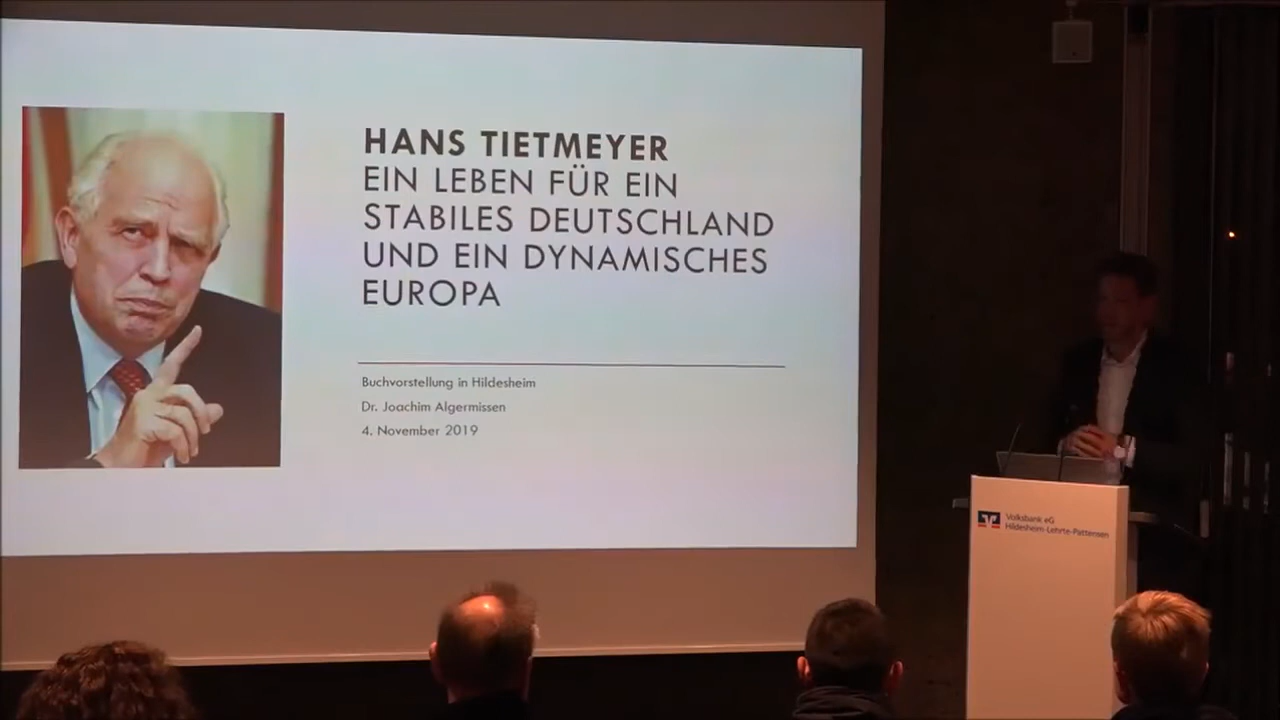 HANS TIETMEYER
EIN LEBEN FÜR EIN
STABILES DEUTSCHLAND
UND EIN DYNAMISCHES
EUROPA
Buchvorstellung in Hildesheim
Dr. Joachim Algermissen
4. November 2019
Volksbank eG
Hildesheim-Lehrte-Pattensen